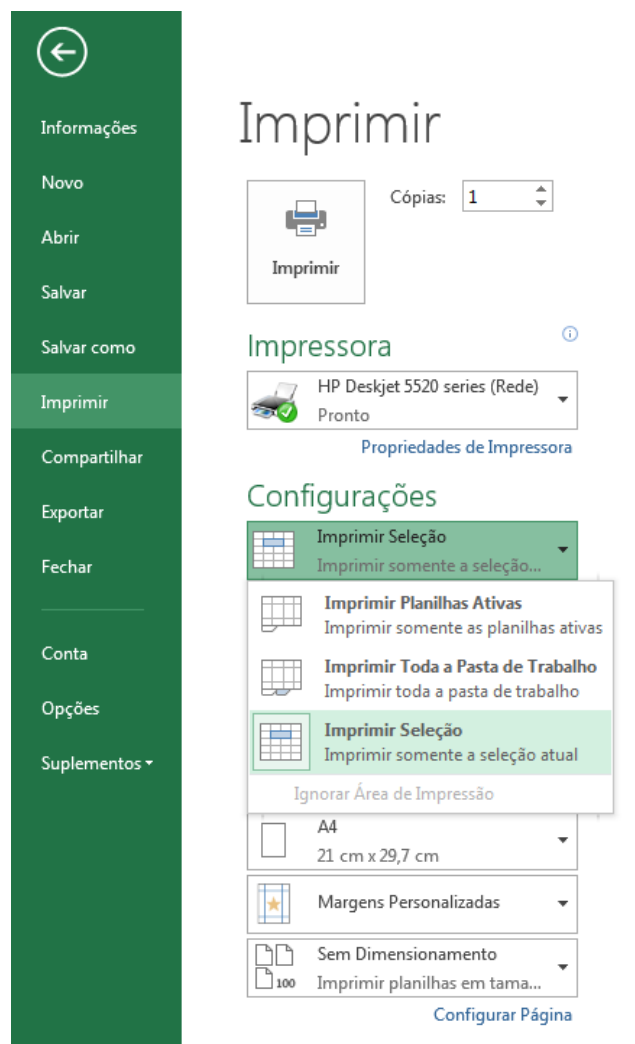 Informações
Novo
Abrir
Salvar
Salvar como
Imprimir
Compartilhar
Exportar
Fechar
Conta
Opções
Suplementos
Imprimir
Cópias: 1
Imprimir
Impressora
HP Deskjet 5520 series (Rede)
Pronto
Propriedades de Impressora
Configurações
Imprimir Seleção
Imprimir somente a seleção...
Imprimir Planilhas Ativas
Imprimir somente as planilhas ativas
Imprimir Toda a Pasta de Trabalho
Imprimir toda a pasta de trabalho
Imprimir Seleção
Imprimir somente a seleção atual
Ignorar Área de Impressão
A4
21 cm x 29,7 cm
Margens Personalizadas
Sem Dimensionamento
100 Imprimir planilhas em tama...
Configurar Página